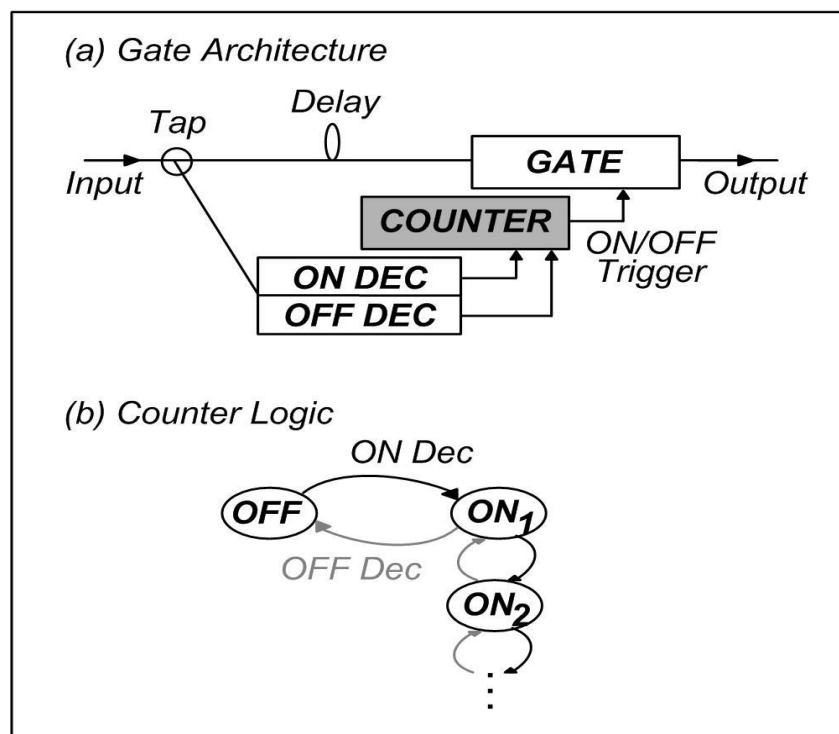 (a) Gate Architecture
Delay
Tap
GATE
Input
Output
COUNTER
ON/OFF
Trigger
ON DEC
OFF DEC
(b) Counter Logic
ON Dec
OFF
ON1
OFF Dec
ON2
⋮